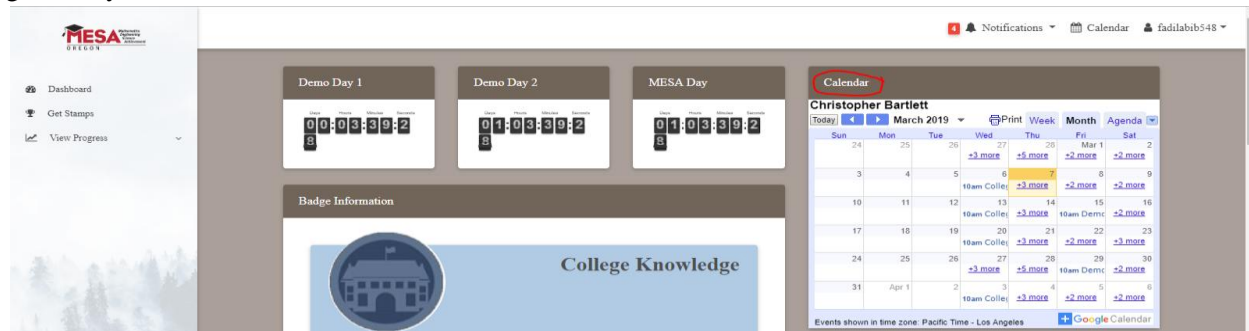 MESA
OREGON
4 Notifications Calendar fadilabib548
Dashboard
Get Stamps
View Progress
Demo Day 1
Days Hours Minutes Seconds
00:03:39:2
8
Demo Day 2
Days Hours Minutes Seconds
01:03:39:2
8
MESA Day
Days Hours Minutes Seconds
01:03:39:2
8
Badge Information
College Knowledge
Calendar
Christopher Bartlett
Today March 2019 Print Week Month Agenda
Sun Mon Tue Wed Thu Fri Sat
24 25 26 27 28 Mar 1 2
+3 more +5 more +2 more +2 more
3 4 5 6 7 8 9
10am Colleg +3 more +2 more +2 more
10 11 12 13 14 15 16
10am Colleg +3 more 10am Demo +2 more
17 18 19 20 21 22 23
10am Colleg +3 more +2 more +3 more
24 25 26 27 28 29 30
+3 more +5 more 10am Demo +2 more
31 Apr 1 2 3 4 5 6
10am Colleg +3 more +2 more +2 more
Events shown in time zone: Pacific Time - Los Angeles
Google Calendar